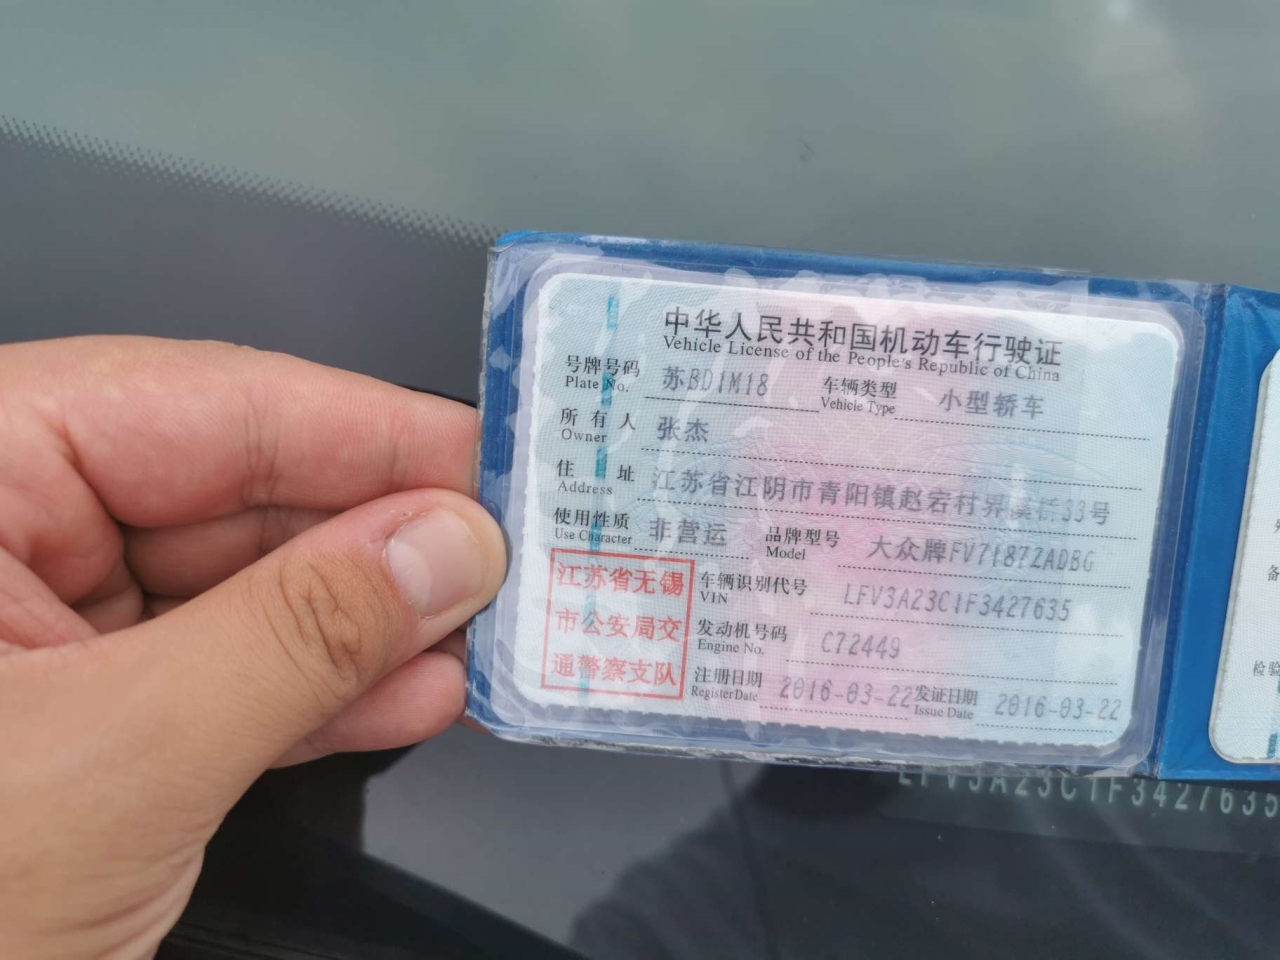 中华人民共和国机动车行驶证
Vehicle License of the People's Republic of China
号牌号码 苏BD1M18 车辆类型 小型轿车
Plate No. Vehicle Type
所有人 张杰
Owner
住址 江苏省江阴市青阳镇赵宕村界溪桥33号
Address
使用性质 非营运 品牌型号 大众牌FV7187ZADBG
Use Character Model
江苏省无锡
市公安局交
通警察支队
车辆识别代号 LFV3A23C1F3427635
VIN
发动机号码 C72449
Engine No.
注册日期 2016-03-22 发证日期 2016-03-22
Register Date Issue Date
备
检验
LFV3A23C1F3427635